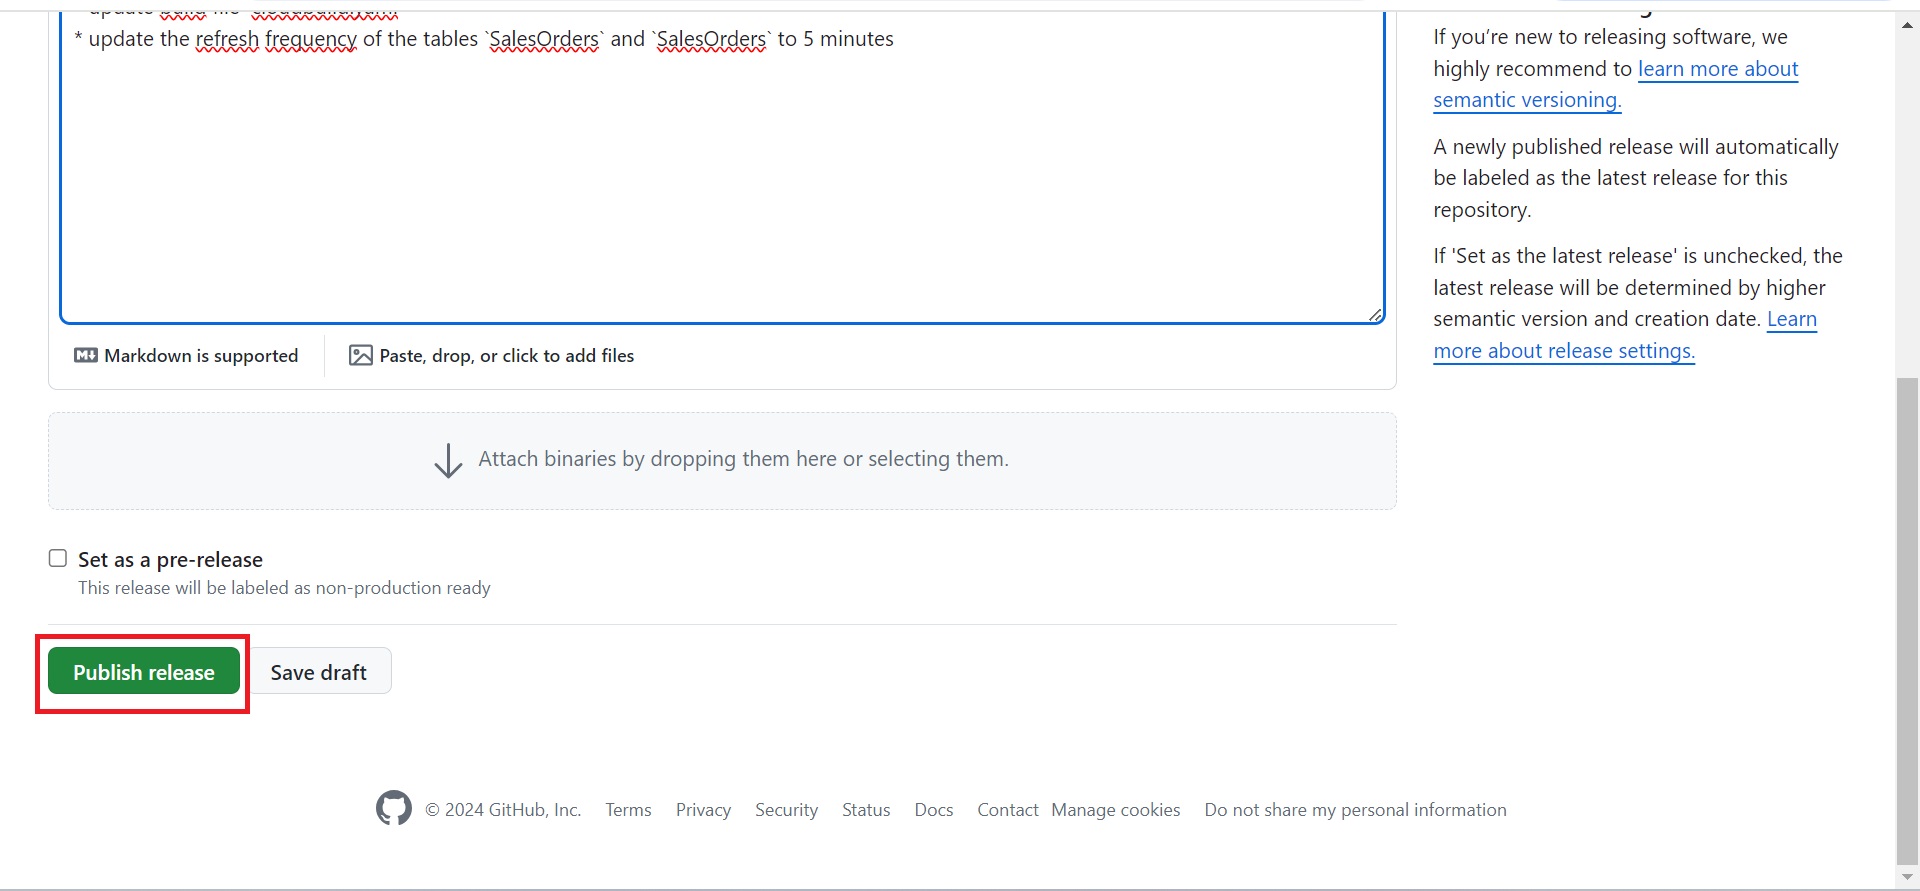 * update the refresh frequency of the tables `SalesOrders` and `SalesOrders` to 5 minutes
Markdown is supported
Paste, drop, or click to add files
Attach binaries by dropping them here or selecting them.
Set as a pre-release
This release will be labeled as non-production ready
Publish release
Save draft
If you’re new to releasing software, we
highly recommend to learn more about
semantic versioning.
A newly published release will automatically
be labeled as the latest release for this
repository.
If 'Set as the latest release' is unchecked, the
latest release will be determined by higher
semantic version and creation date. Learn
more about release settings.
© 2024 GitHub, Inc. Terms Privacy Security Status Docs Contact Manage cookies Do not share my personal information